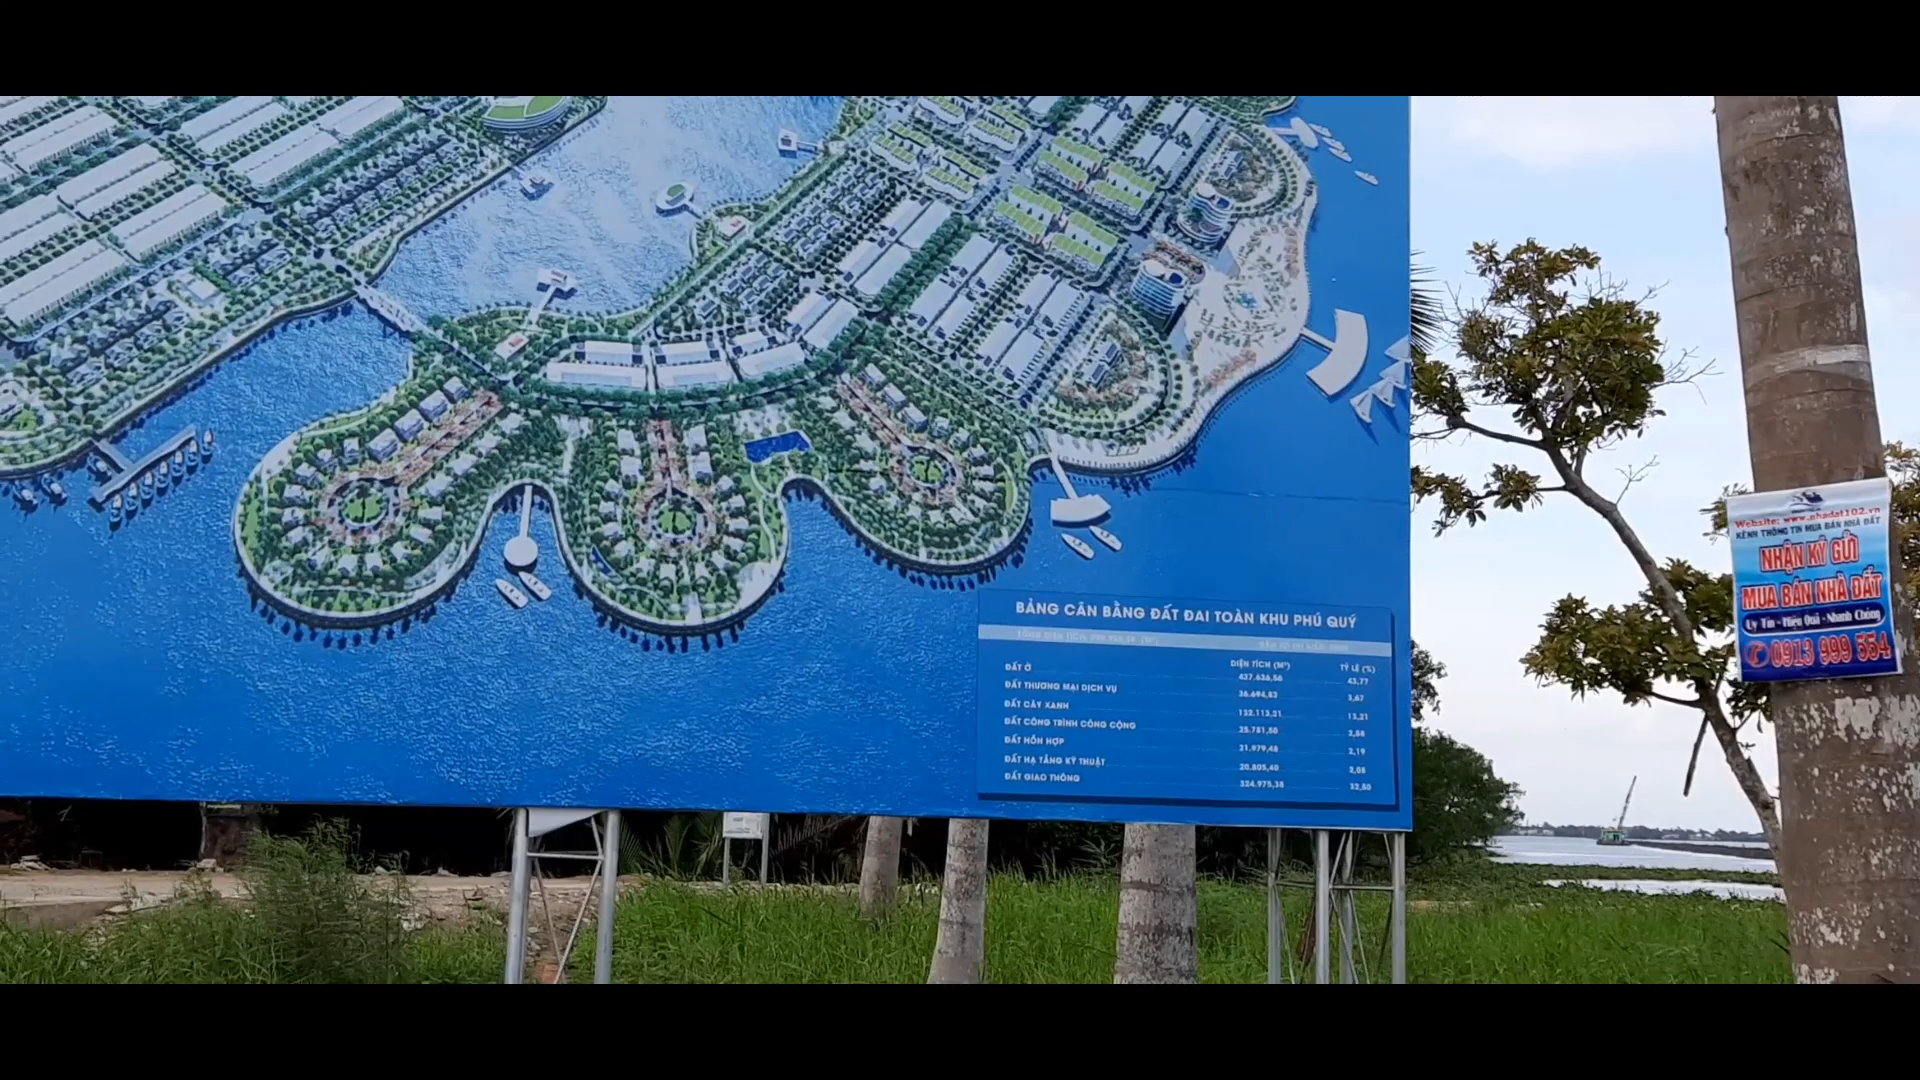 BẢNG CÂN BẰNG ĐẤT ĐAI TOÀN KHU PHÚ QUÝ
DIỆN TÍCH (M²) TỶ LỆ (%)
ĐẤT Ở 437.636,56 43,77
ĐẤT THƯƠNG MẠI DỊCH VỤ 36.694,83 3,67
ĐẤT CÂY XANH 132.113,21 13,21
ĐẤT CÔNG TRÌNH CÔNG CỘNG 25.781,50 2,58
ĐẤT HỖN HỢP 21.979,48 2,19
ĐẤT HẠ TẦNG KỸ THUẬT 20.805,40 2,08
ĐẤT GIAO THÔNG 324.975,38 32,50
Website: www.nhadat102.vn
KÊNH THÔNG TIN MUA BÁN NHÀ ĐẤT
NHẬN KÝ GỬI
MUA BÁN NHÀ ĐẤT
Uy Tín - Hiệu Quả - Nhanh Chóng
0913 999 554